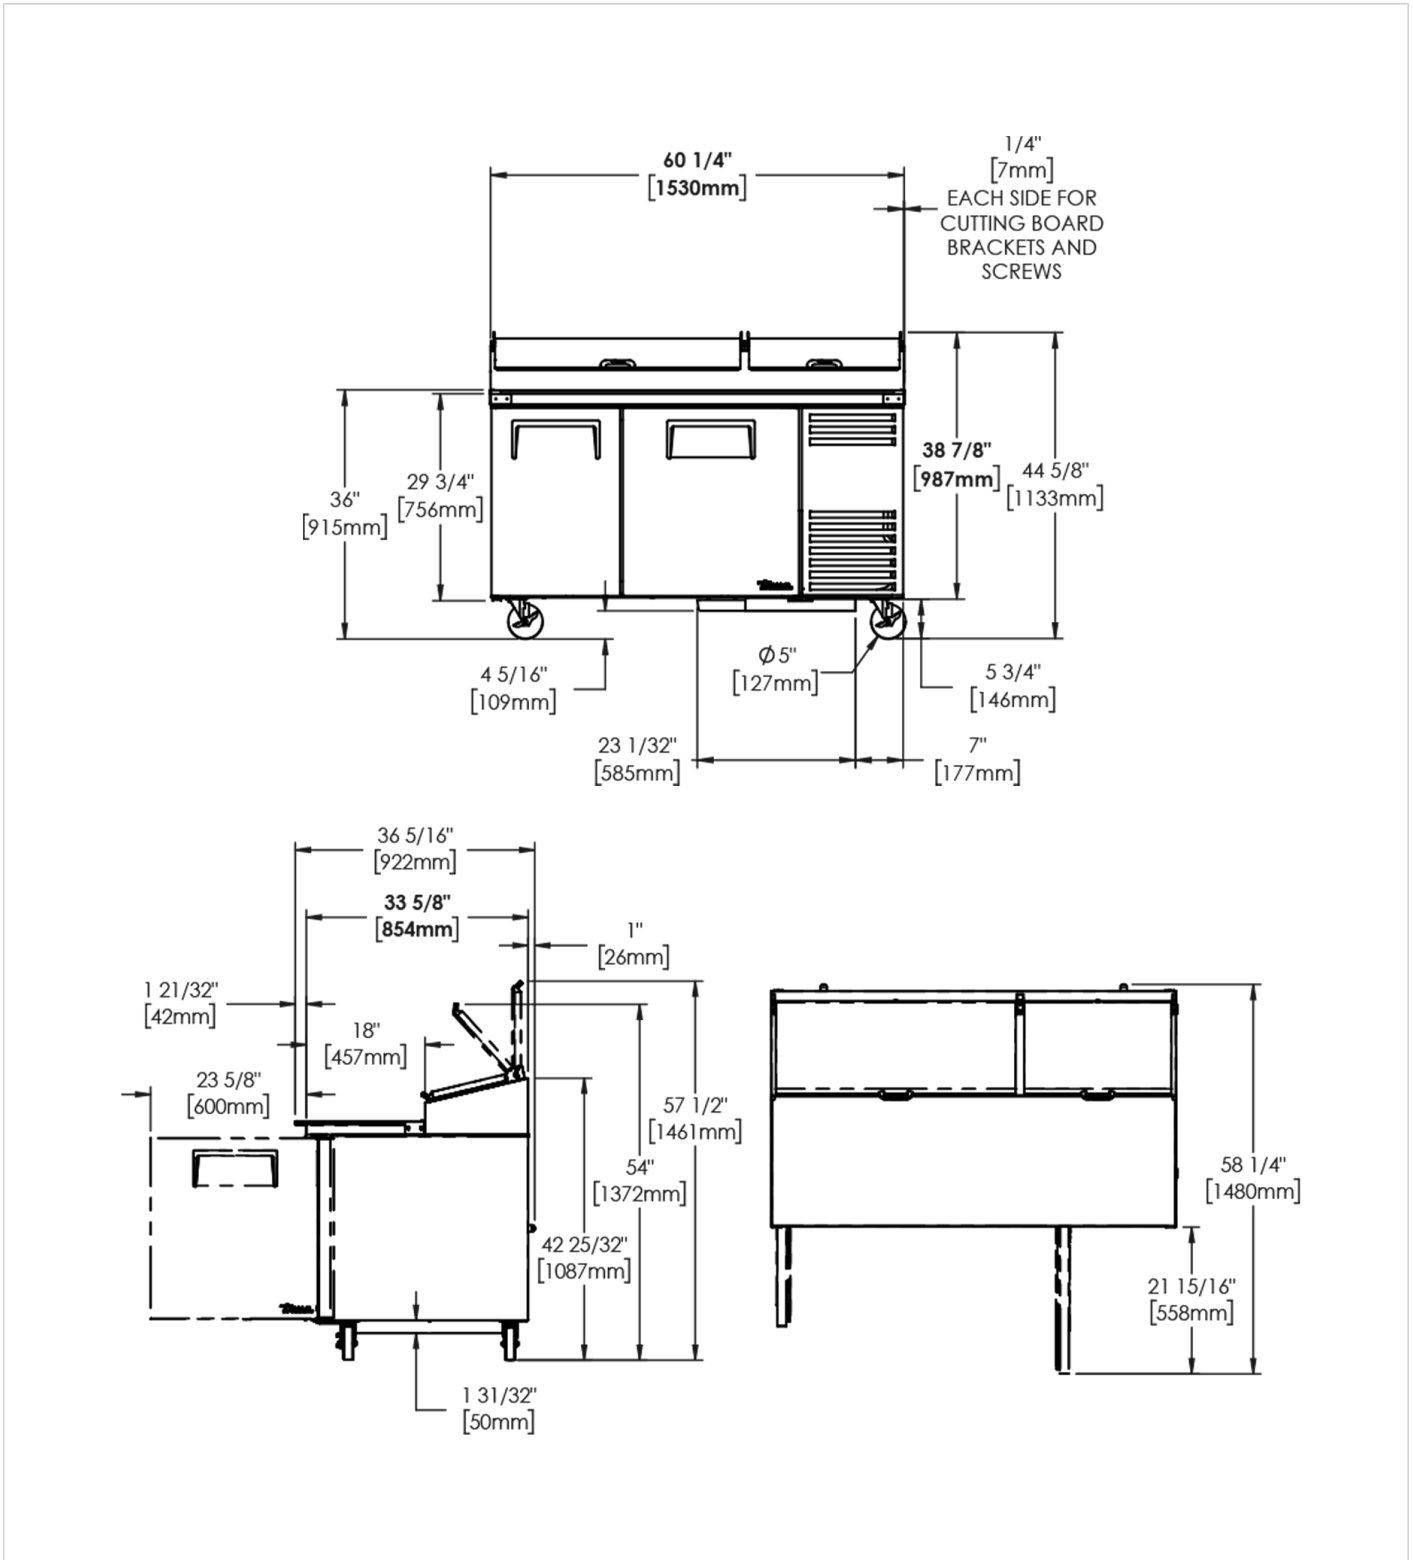 60 1/4"
[1530mm]
1/4"
[7mm]
EACH SIDE FOR
CUTTING BOARD
BRACKETS AND
SCREWS
36"
[915mm]
29 3/4"
[756mm]
38 7/8"
[987mm]
44 5/8"
[1133mm]
True
4 5/16"
[109mm]
Ø 5"
[127mm]
5 3/4"
[146mm]
23 1/32"
[585mm]
7"
[177mm]
36 5/16"
[922mm]
33 5/8"
[854mm]
1"
[26mm]
1 21/32"
[42mm]
18"
[457mm]
23 5/8"
[600mm]
57 1/2"
[1461mm]
54"
[1372mm]
42 25/32"
[1087mm]
True
1 31/32"
[50mm]
58 1/4"
[1480mm]
21 15/16"
[558mm]